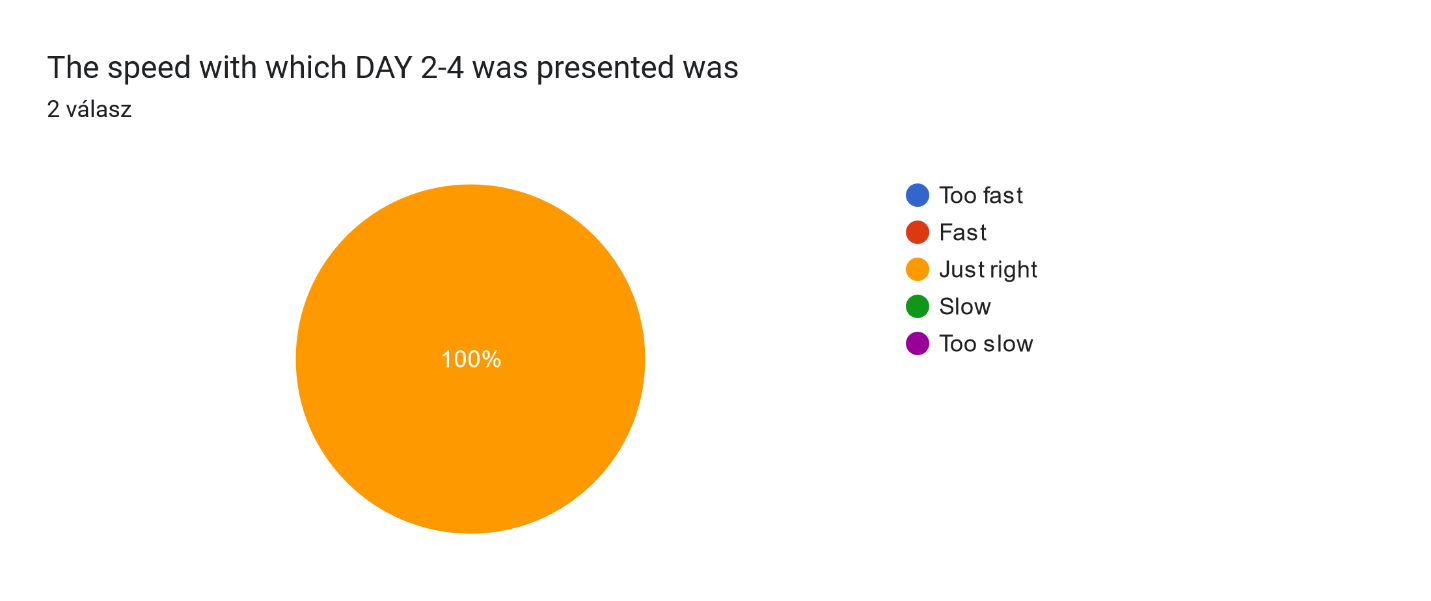 The speed with which DAY 2-4 was presented was
2 válasz
Too fast
Fast
Just right
Slow
Too slow
100%